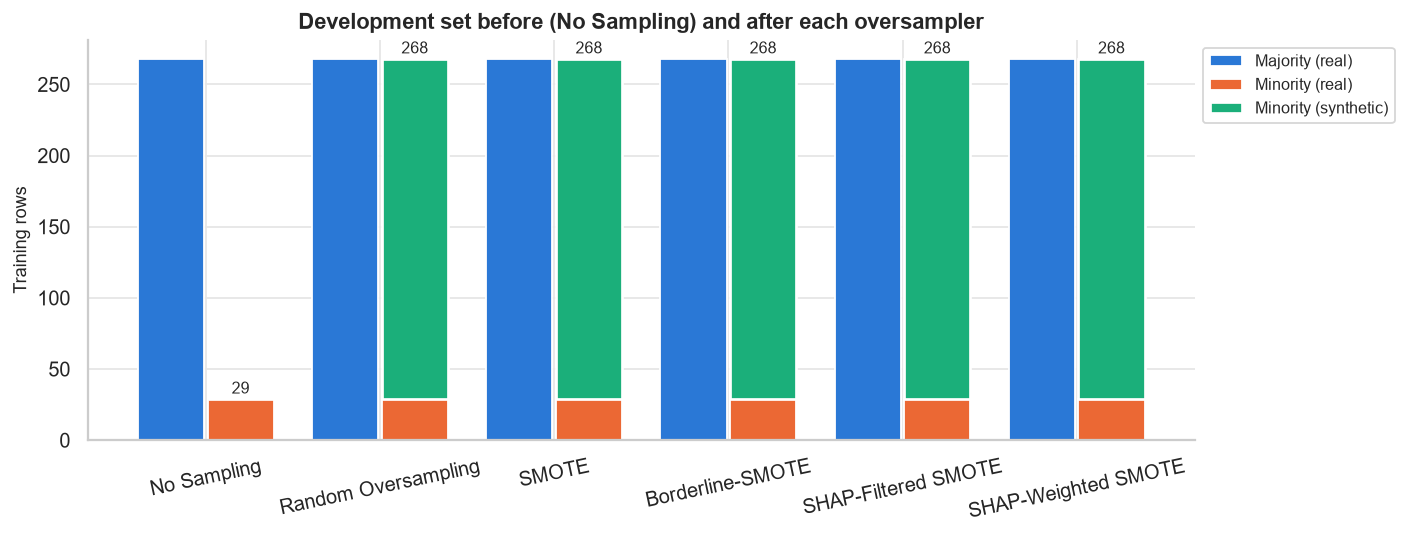 Development set before (No Sampling) and after each oversampler
268 268 268 268 268
Majority (real)
Minority (real)
Minority (synthetic)
Training rows
250
200
150
100
50
0
29
No Sampling
Random Oversampling
SMOTE
Borderline-SMOTE
SHAP-Filtered SMOTE
SHAP-Weighted SMOTE